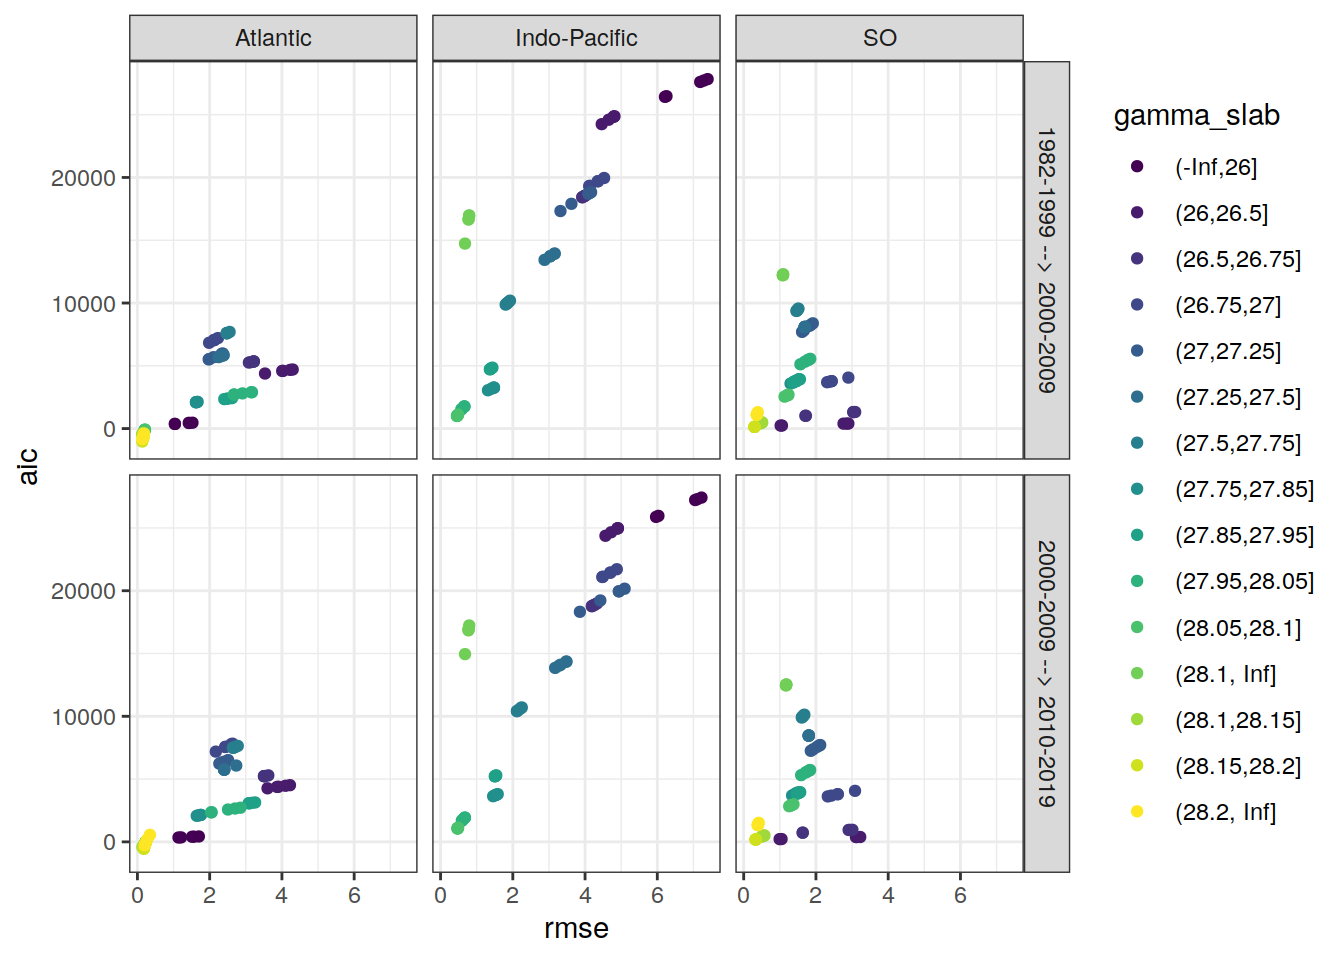 Atlantic
Indo-Pacific
SO
20000
10000
0
1982-1999 --> 2000-2009
20000
10000
0
2000-2009 --> 2010-2019
aic
0 2 4 6
0 2 4 6
0 2 4 6
rmse
gamma_slab
(-Inf,26]
(26,26.5]
(26.5,26.75]
(26.75,27]
(27,27.25]
(27.25,27.5]
(27.5,27.75]
(27.75,27.85]
(27.85,27.95]
(27.95,28.05]
(28.05,28.1]
(28.1, Inf]
(28.1,28.15]
(28.15,28.2]
(28.2, Inf]